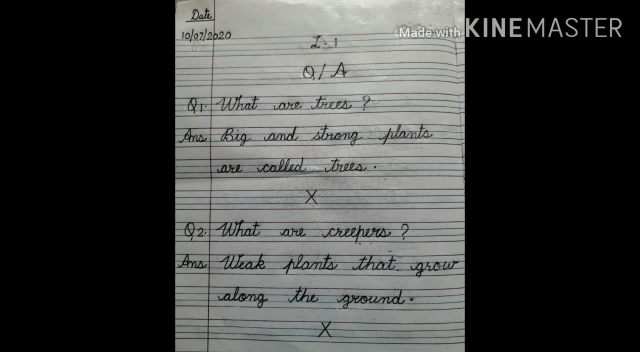 Date
10/07/2020
Made with KINEMASTER
L-1
Q/A
Q1. What are trees?
Ans Big and strong plants
are called trees.
X
Q2. What are creepers?
Ans Weak plants that grow
along the ground.
X